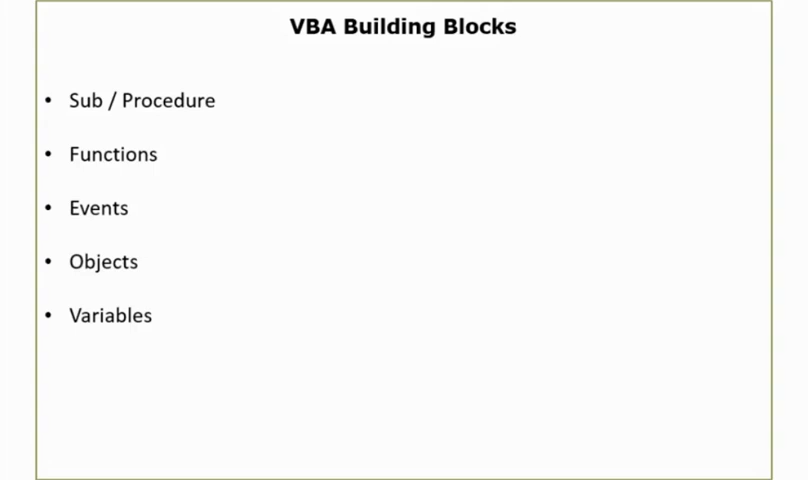 VBA Building Blocks
• Sub / Procedure
• Functions
• Events
• Objects
• Variables